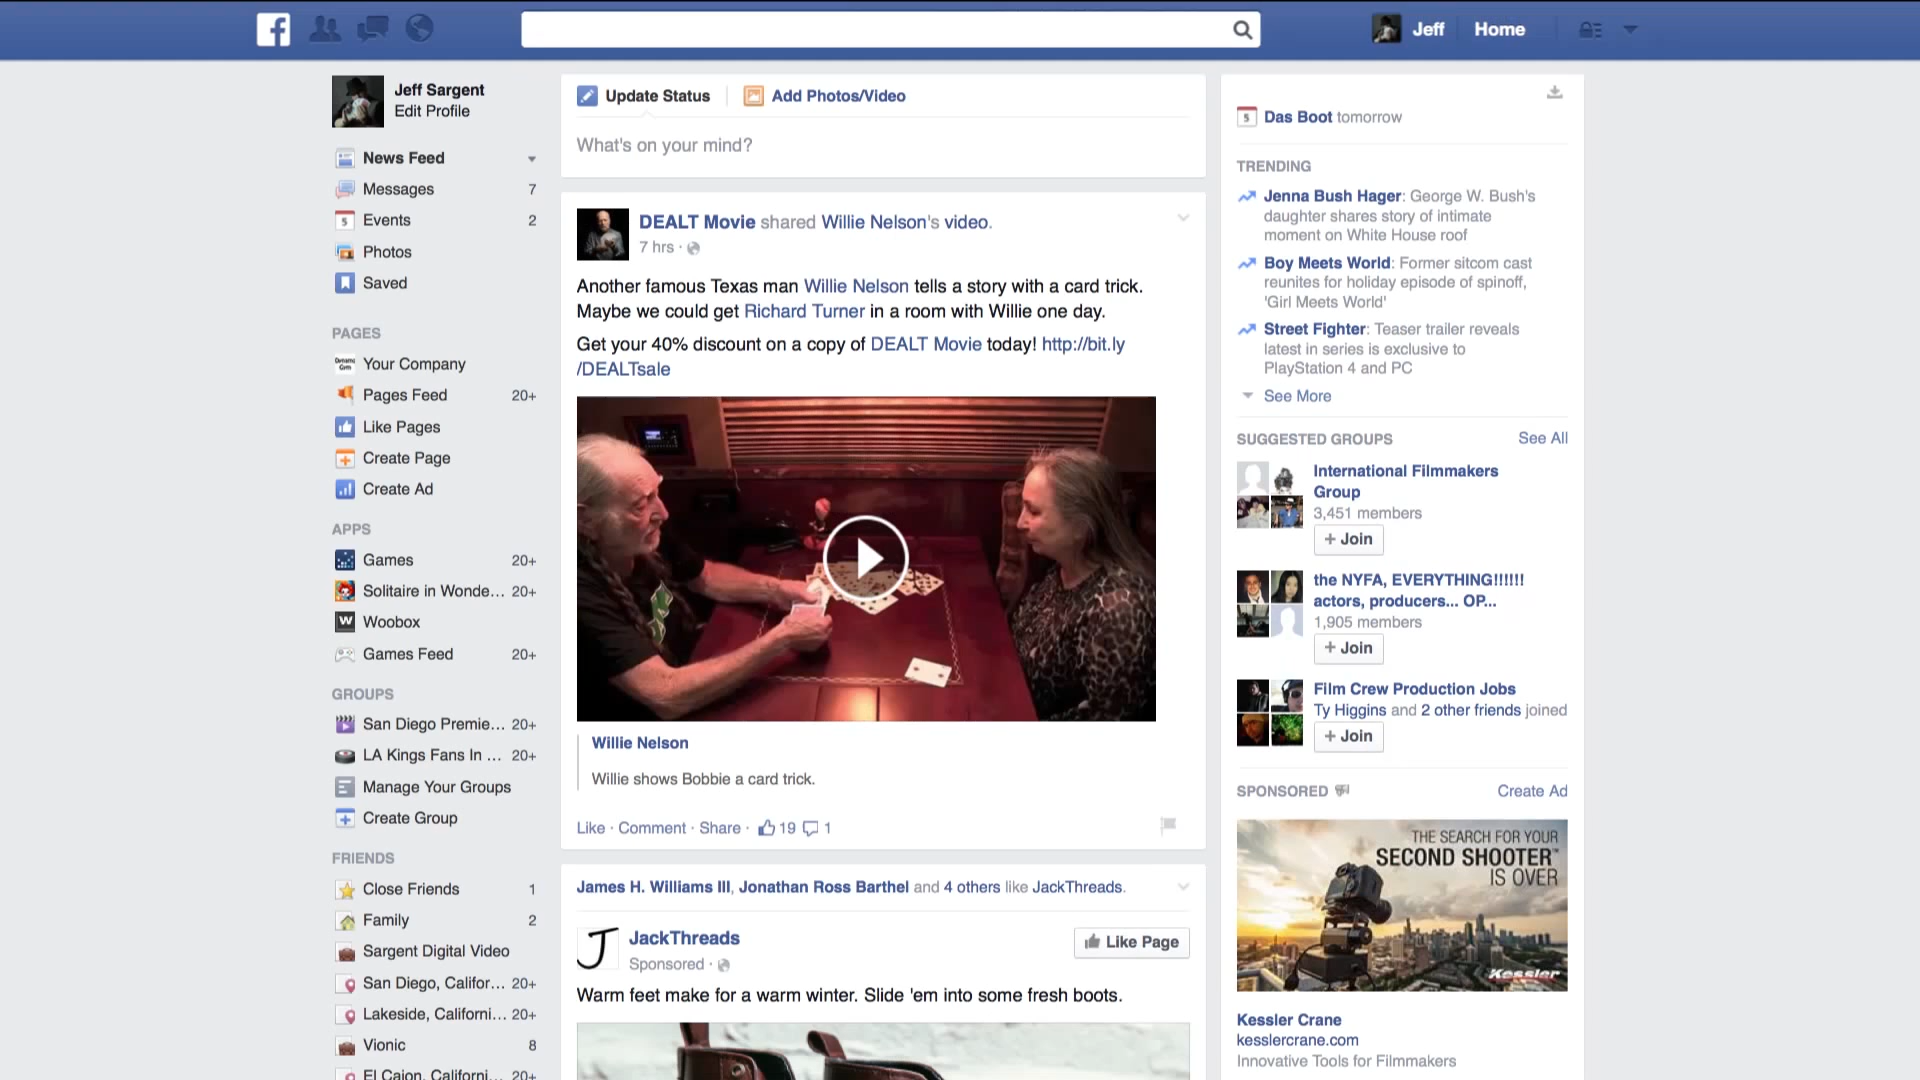 Jeff
Home
Jeff Sargent
Edit Profile
News Feed
Messages 7
Events 2
Photos
Saved
PAGES
Your Company
Pages Feed 20+
Like Pages
Create Page
Create Ad
APPS
Games 20+
Solitaire in Wonde... 20+
Woobox
Games Feed 20+
GROUPS
San Diego Premie... 20+
LA Kings Fans In ... 20+
Manage Your Groups
Create Group
FRIENDS
Close Friends 1
Family 2
Sargent Digital Video
San Diego, Califor... 20+
Lakeside, Californi... 20+
Vionic 8
El Cajon, Californi... 20+
Update Status
Add Photos/Video
What's on your mind?
DEALT Movie shared Willie Nelson's video.
7 hrs ·
Another famous Texas man Willie Nelson tells a story with a card trick.
Maybe we could get Richard Turner in a room with Willie one day.
Get your 40% discount on a copy of DEALT Movie today! http://bit.ly
/DEALTsale
Willie Nelson
Willie shows Bobbie a card trick.
Like · Comment · Share · 19 1
James H. Williams III, Jonathan Ross Barthel and 4 others like JackThreads.
J
JackThreads
Sponsored ·
Like Page
Warm feet make for a warm winter. Slide 'em into some fresh boots.
5
Das Boot tomorrow
TRENDING
Jenna Bush Hager: George W. Bush's
daughter shares story of intimate
moment on White House roof
Boy Meets World: Former sitcom cast
reunites for holiday episode of spinoff,
'Girl Meets World'
Street Fighter: Teaser trailer reveals
latest in series is exclusive to
PlayStation 4 and PC
See More
SUGGESTED GROUPS See All
International Filmmakers
Group
3,451 members
+ Join
the NYFA, EVERYTHING!!!!!!
actors, producers... OP...
1,905 members
+ Join
Film Crew Production Jobs
Ty Higgins and 2 other friends joined
+ Join
SPONSORED Create Ad
THE SEARCH FOR YOUR
SECOND SHOOTER™
IS OVER
Kessler
Kessler Crane
kesslercrane.com
Innovative Tools for Filmmakers